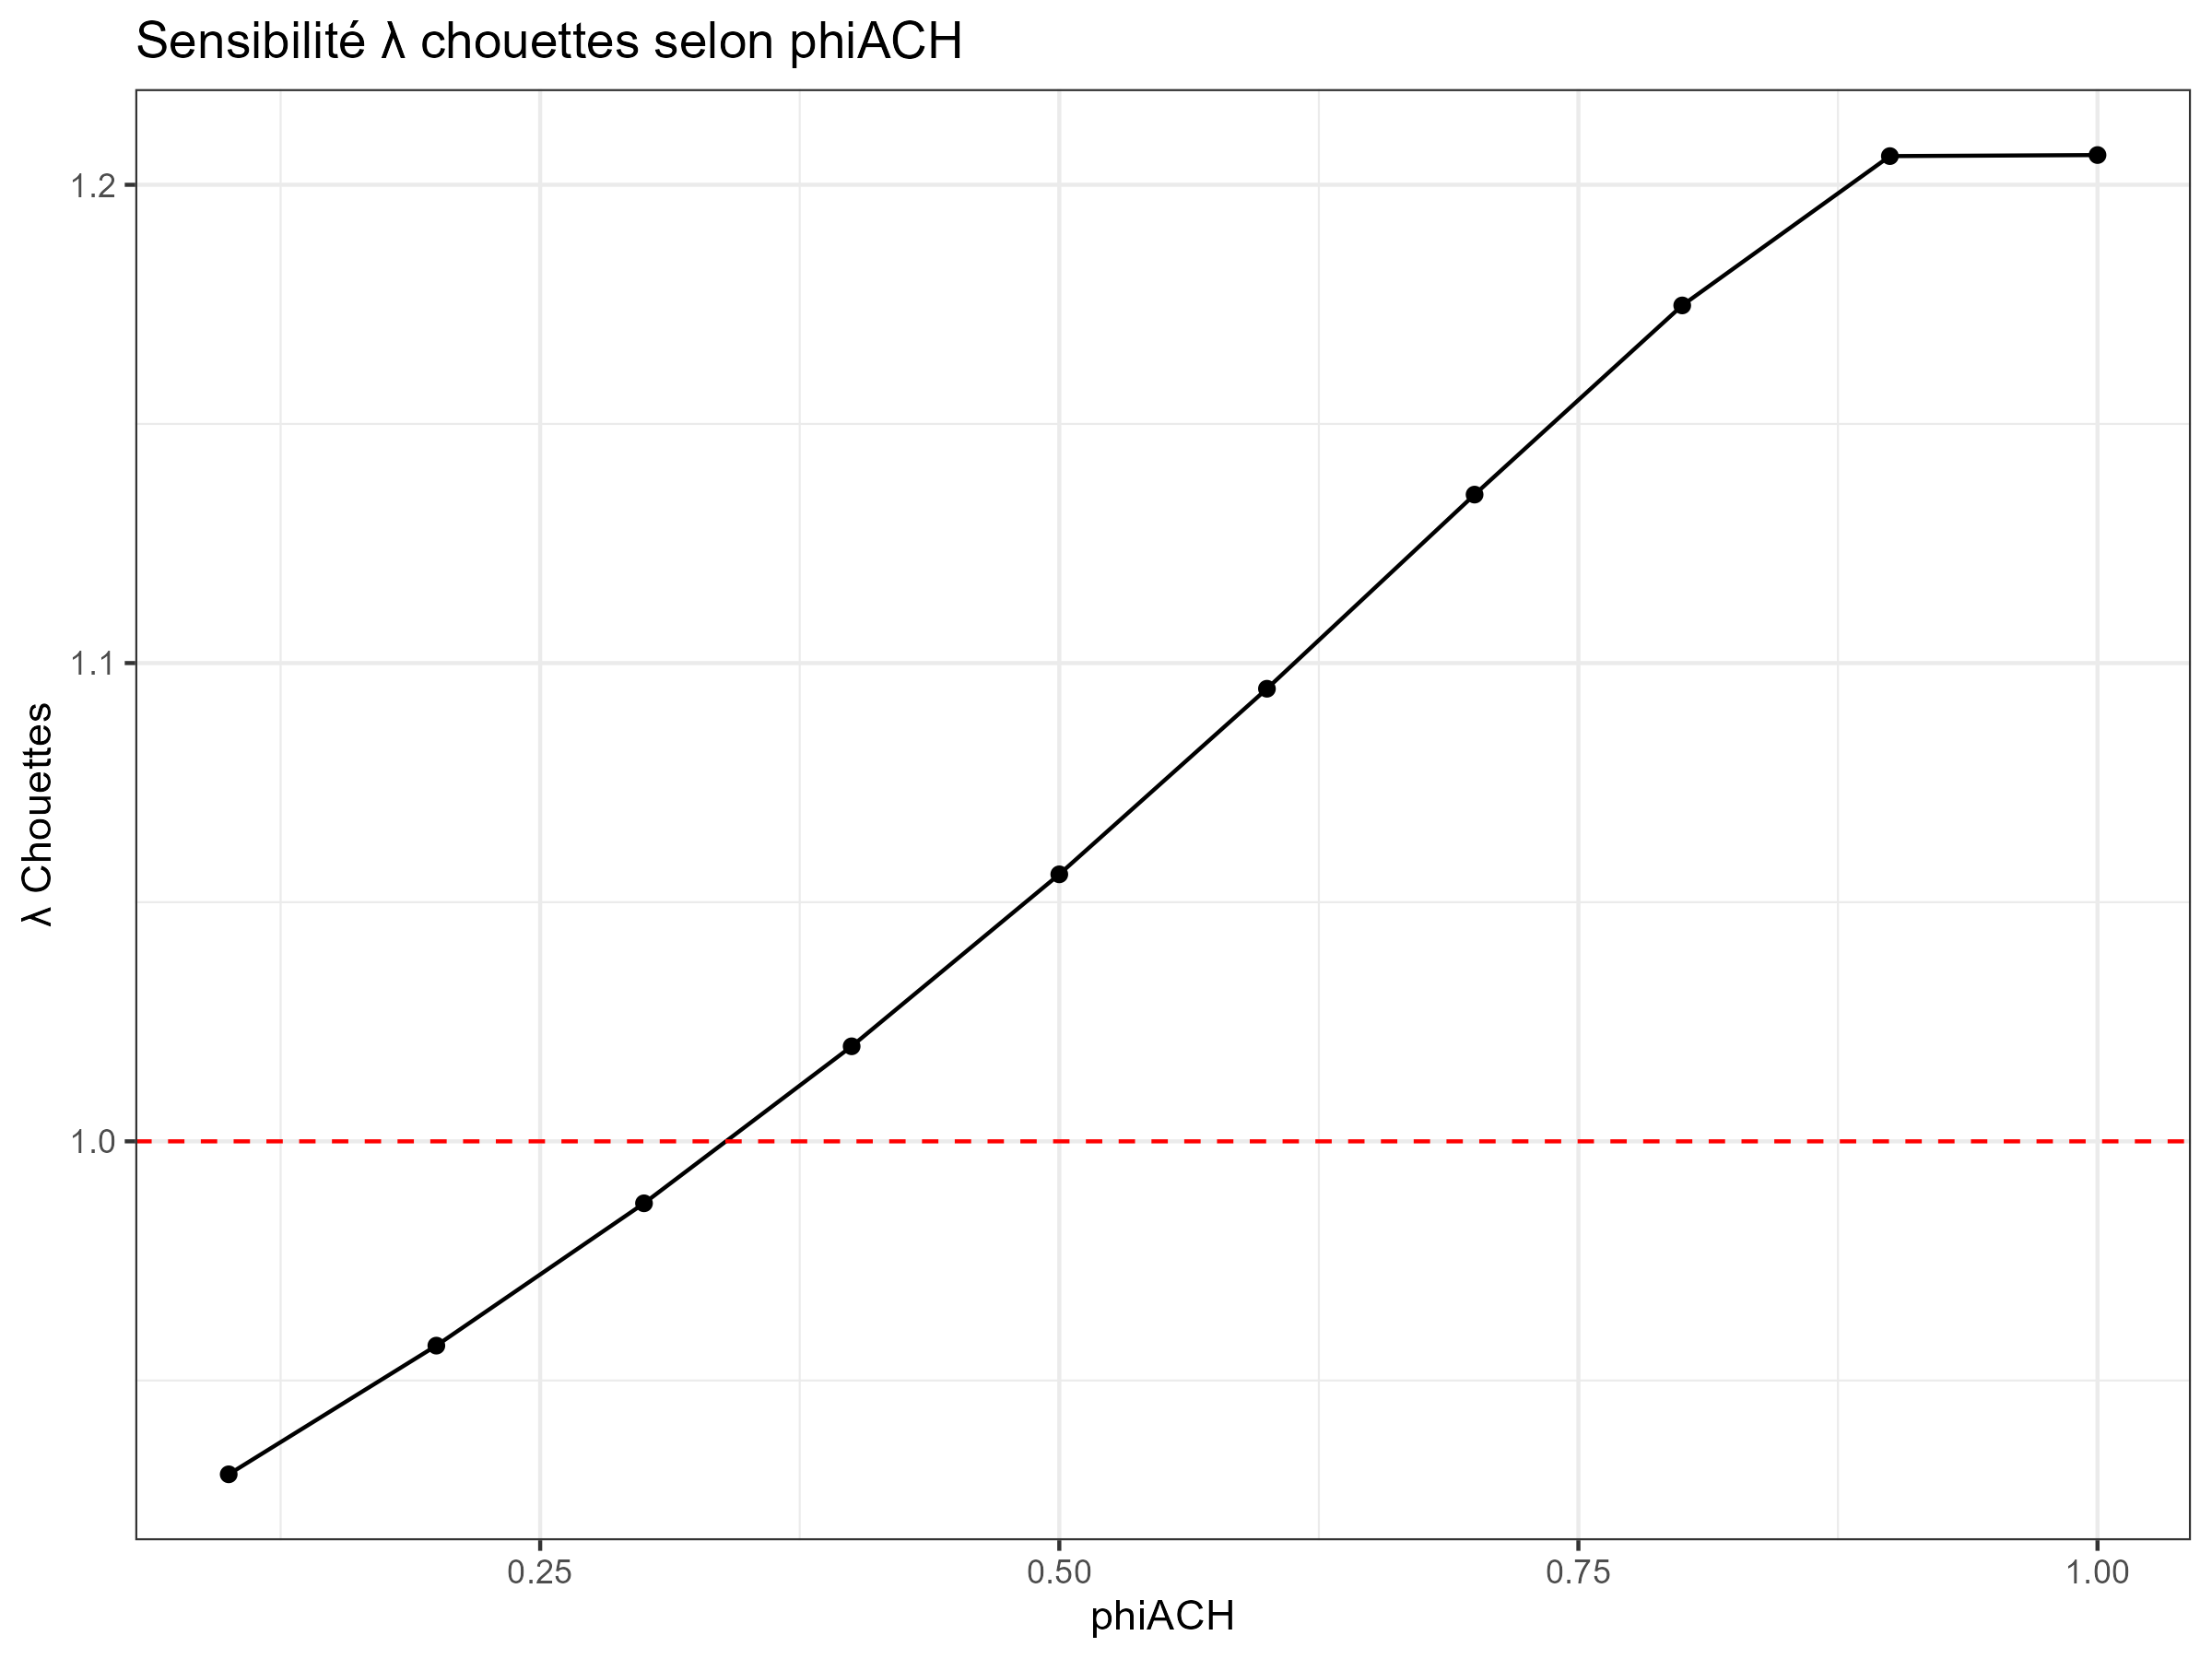 Sensibilité λ chouettes selon phiACH
1.2
1.1
1.0
λ Chouettes
0.25 0.50 0.75 1.00
phiACH